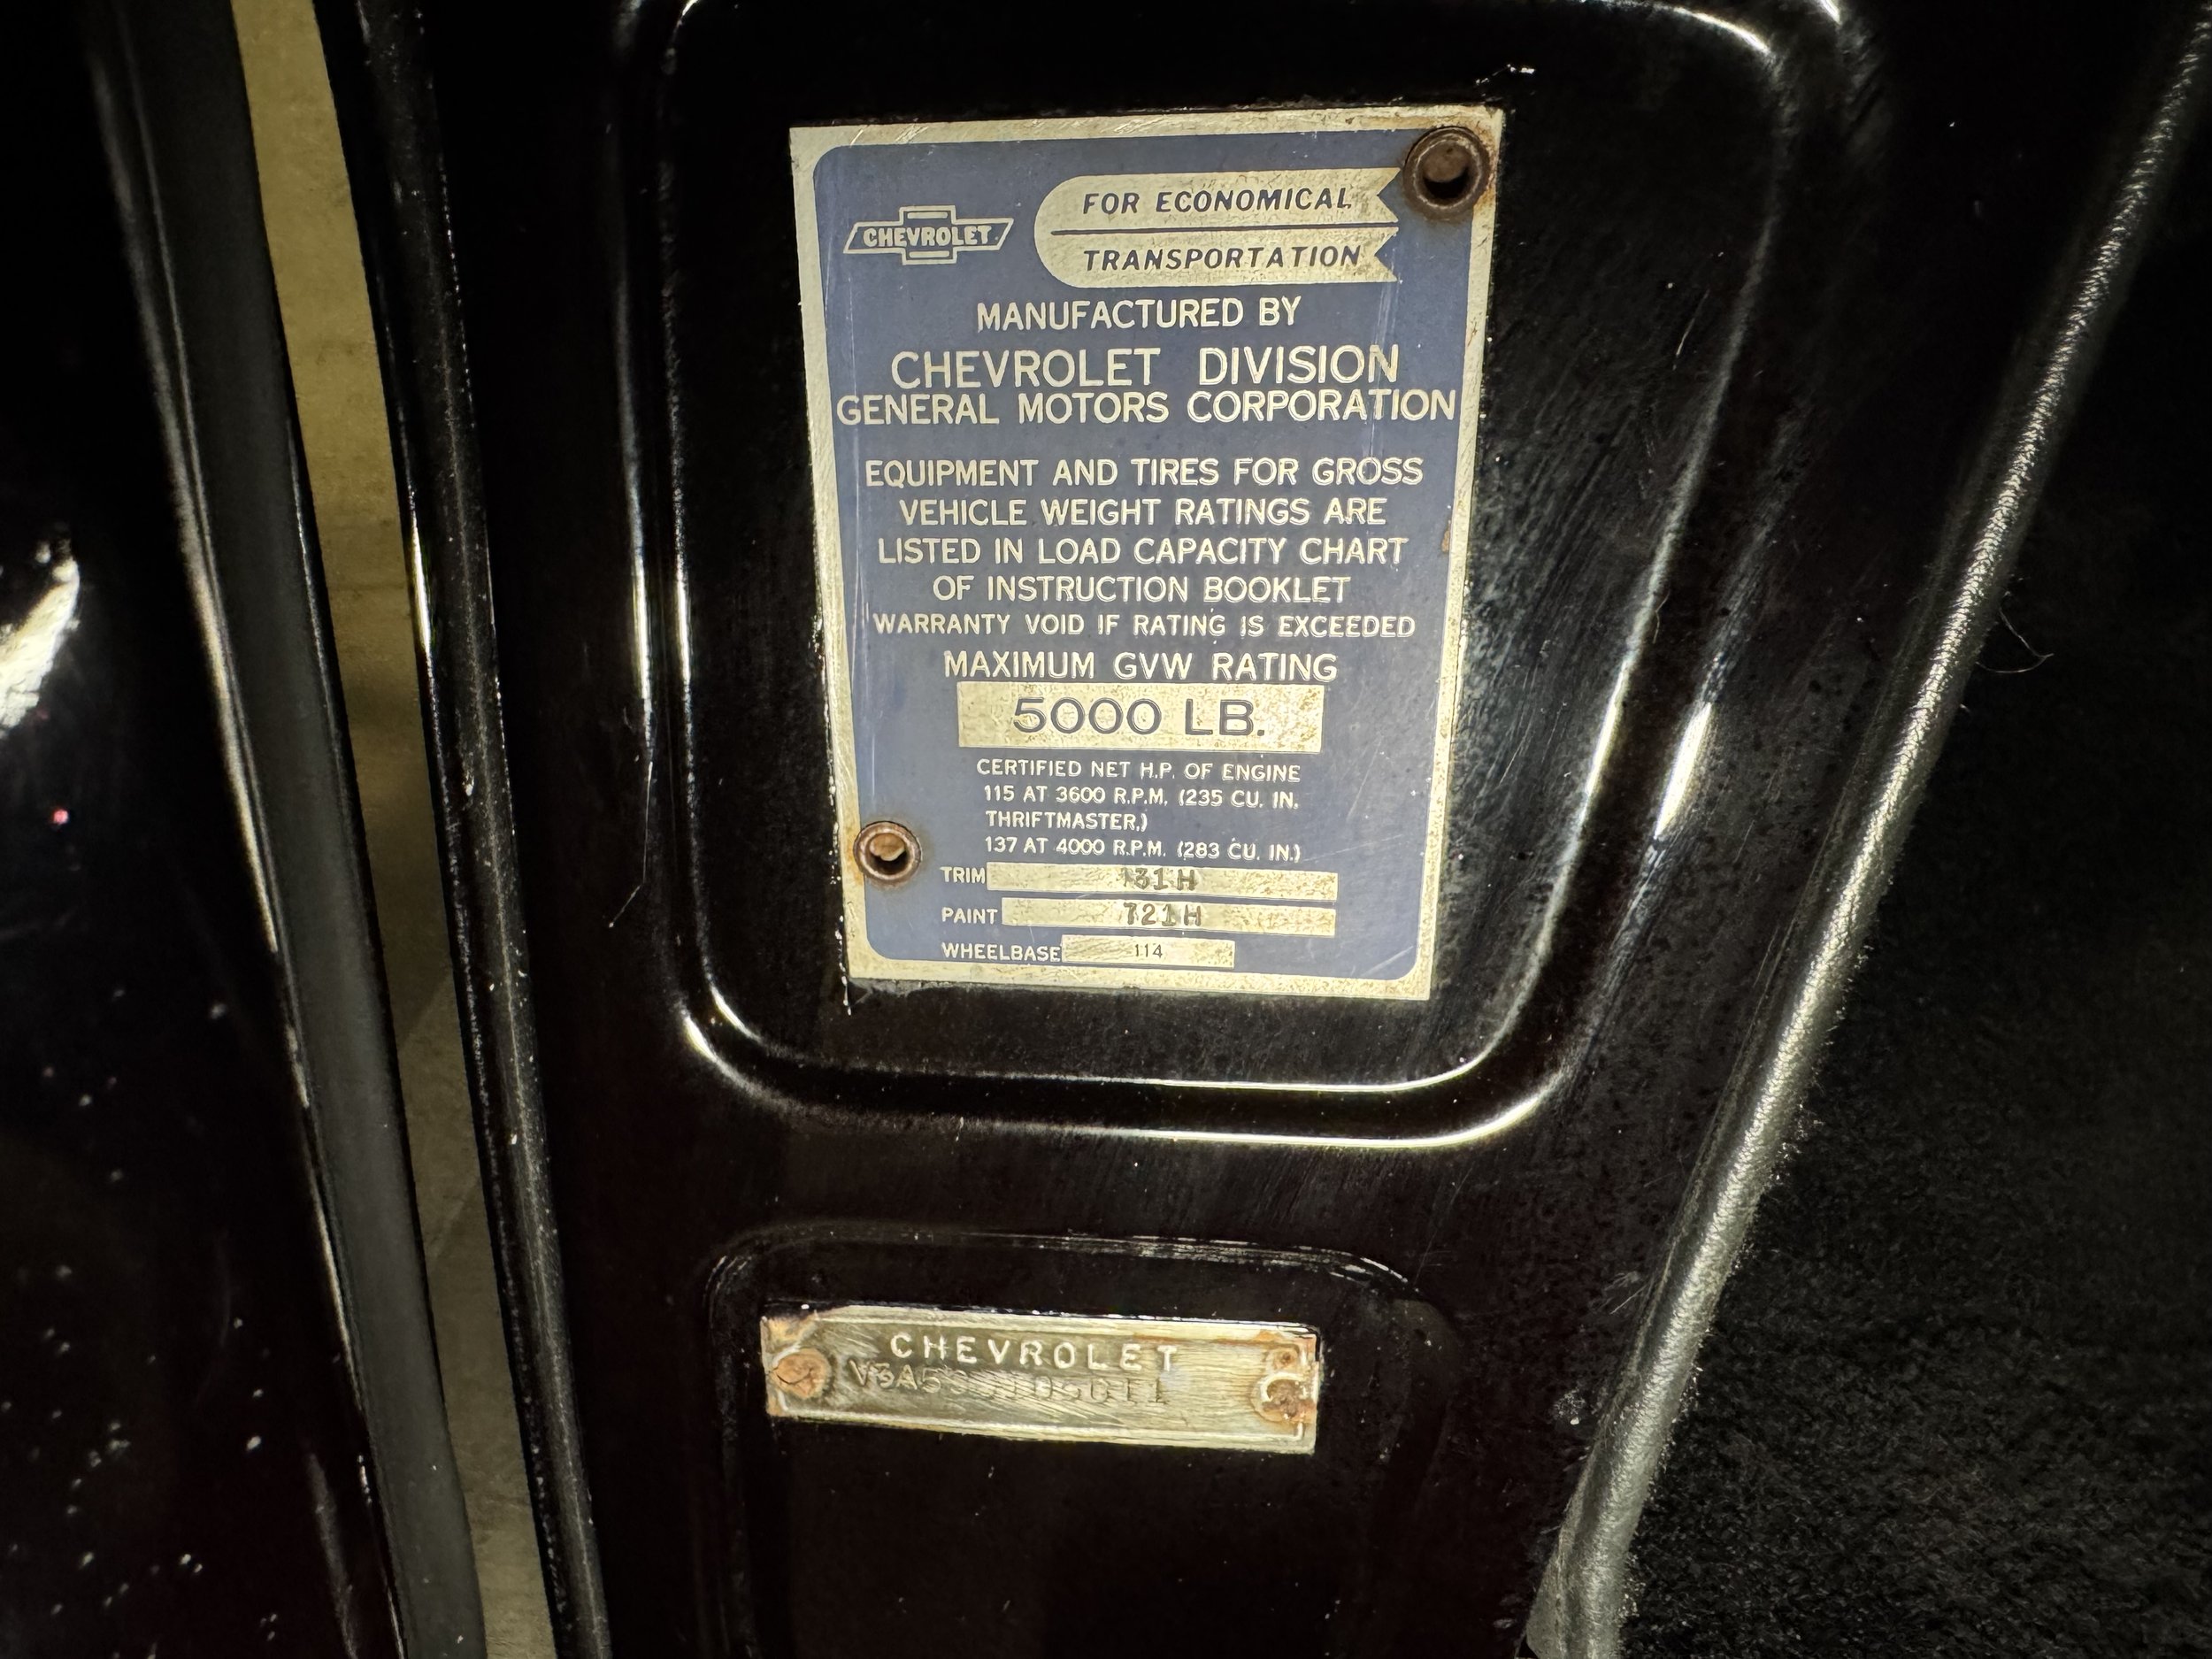 CHEVROLET
FOR ECONOMICAL
TRANSPORTATION
MANUFACTURED BY
CHEVROLET DIVISION
GENERAL MOTORS CORPORATION
EQUIPMENT AND TIRES FOR GROSS
VEHICLE WEIGHT RATINGS ARE
LISTED IN LOAD CAPACITY CHART
OF INSTRUCTION BOOKLET
WARRANTY VOID IF RATING IS EXCEEDED
MAXIMUM GVW RATING
5000 LB.
CERTIFIED NET H.P. OF ENGINE
115 AT 3600 R.P.M. (235 CU. IN.
THRIFTMASTER,)
137 AT 4000 R.P.M. (283 CU. IN.)
TRIM 131H
PAINT 721H
WHEELBASE 114
CHEVROLET